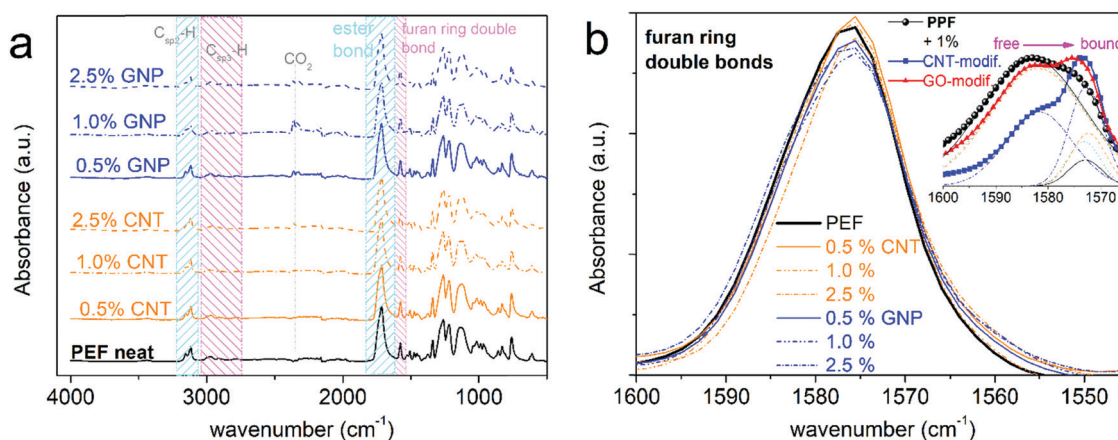 a
C_sp2-H
C_sp3-H
CO₂
ester
bond
furan ring double
bond
2.5% GNP
1.0% GNP
0.5% GNP
2.5% CNT
1.0% CNT
0.5% CNT
PEF neat
Absorbance (a.u.)
4000
3000
2000
1000
wavenumber (cm⁻¹)
b
furan ring
double bonds
PPF
+ 1%
CNT-modif.
GO-modif.
free
bound
1600
1590
1580
1570
PEF
0.5 % CNT
1.0 %
2.5 %
0.5 % GNP
1.0 %
2.5 %
Absorbance (a.u.)
1600
1590
1580
1570
1560
1550
wavenumber (cm⁻¹)